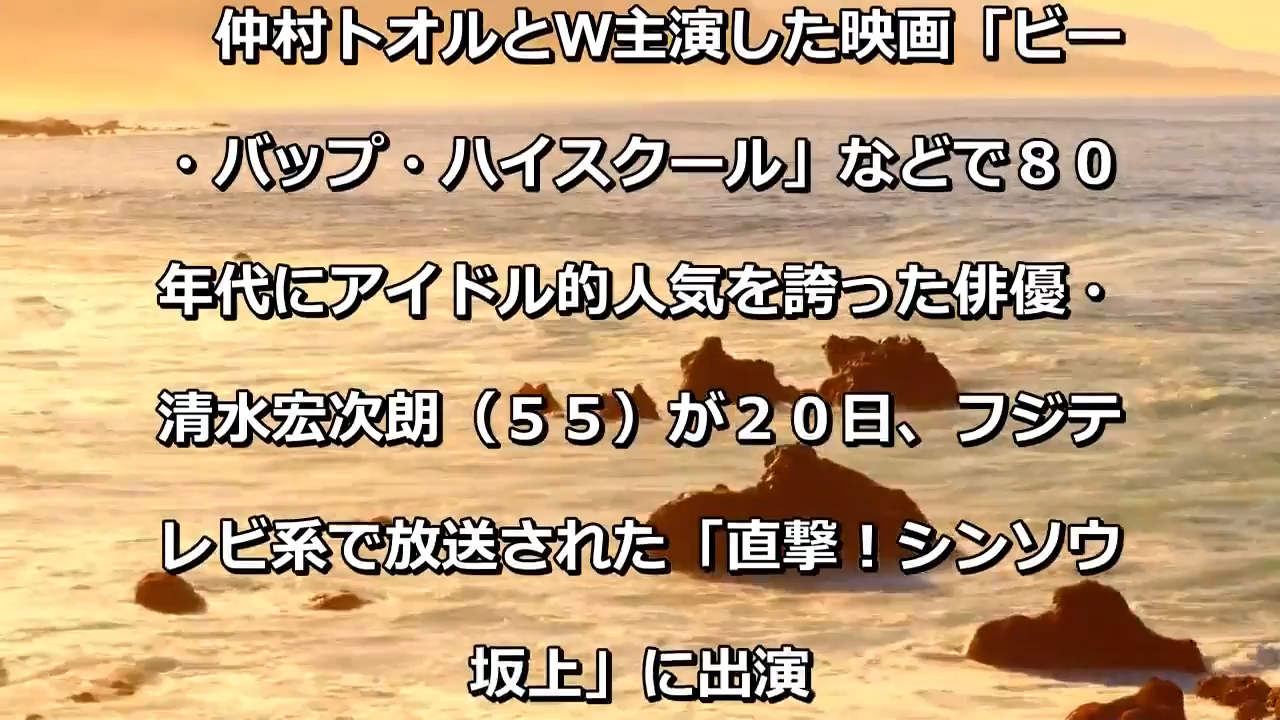 仲村トオルとW主演した映画「ビー
・バップ・ハイスクール」などで８０
年代にアイドル的人気を誇った俳優・
清水宏次朗（５５）が２０日、フジテ
レビ系で放送された「直撃！シンソウ
坂上」に出演